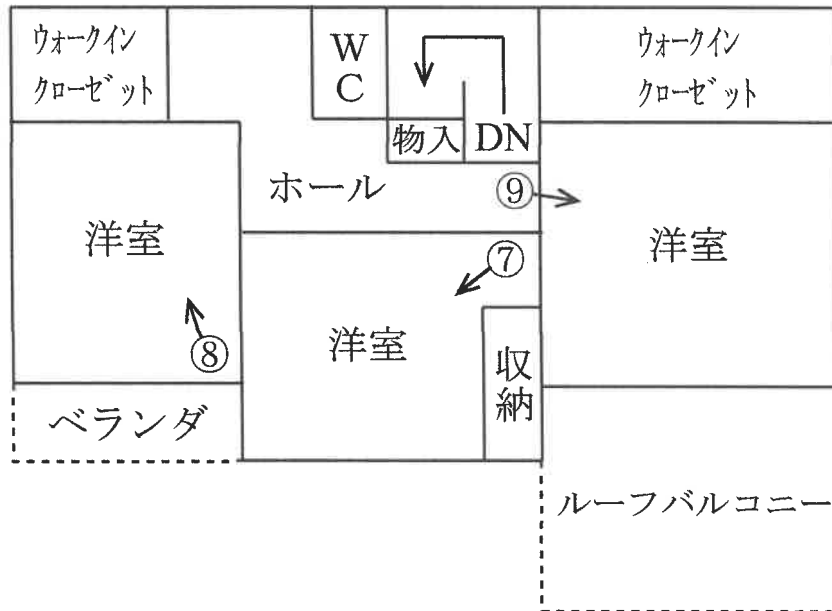 ウォークイン
クローゼット
WC
物入
DN
ウォークイン
クローゼット
ホール
⑨
洋室
洋室
⑦
洋室
⑧
収納
ベランダ
ルーフバルコニー